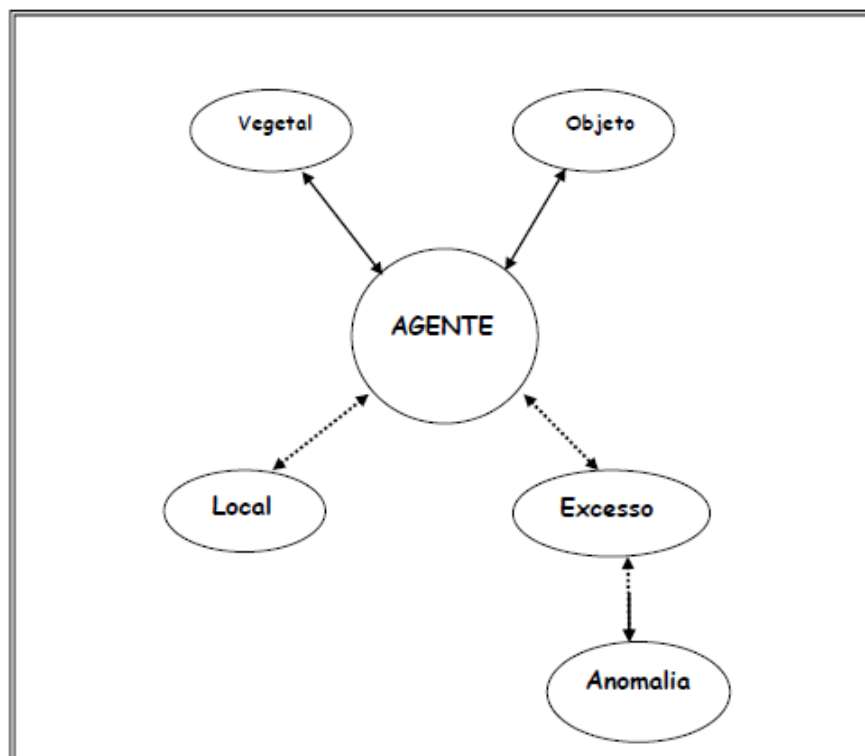 Vegetal
Objeto
AGENTE
Local
Excesso
Anomalia